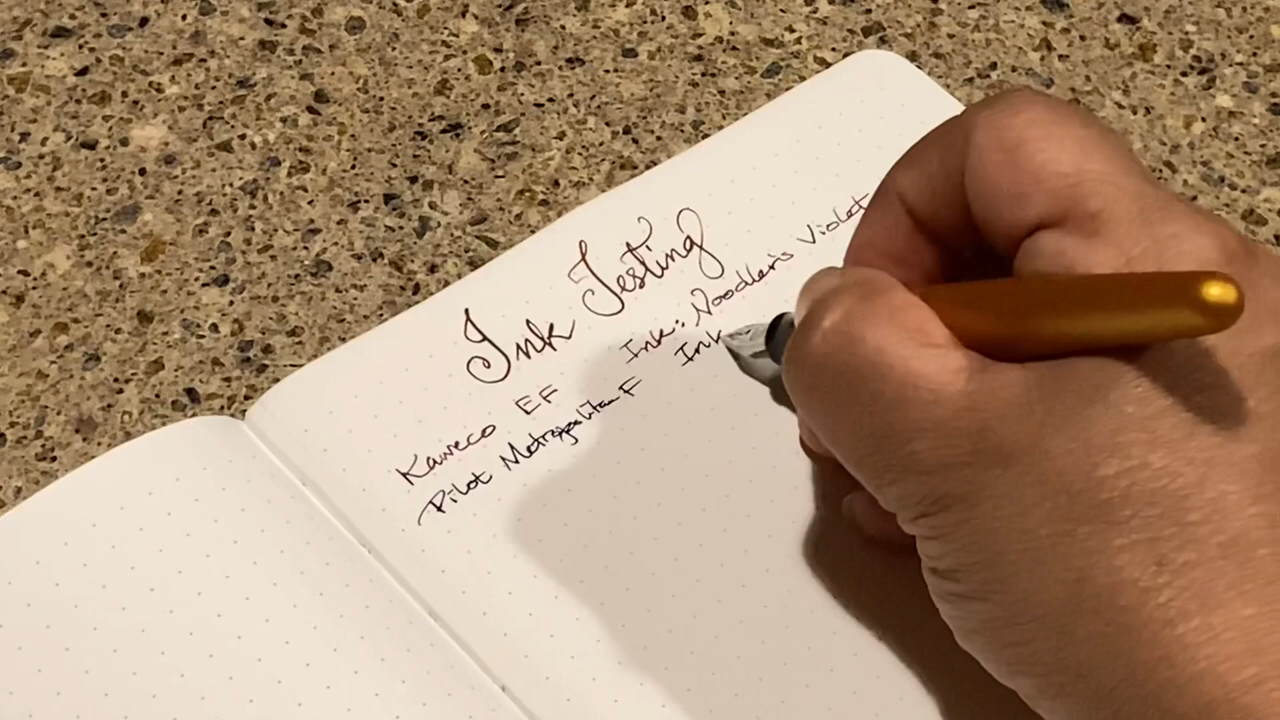 Ink Testing
Kaweco EF Ink: Noodler's Violet
Pilot Metropolitan F Ink